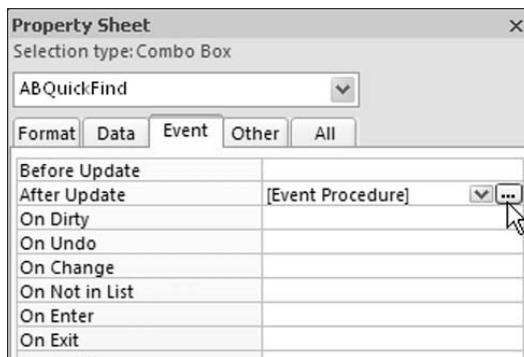 Property Sheet
Selection type: Combo Box
ABQuickFind
Format Data Event Other All
Before Update
After Update [Event Procedure] ...
On Dirty
On Undo
On Change
On Not in List
On Enter
On Exit